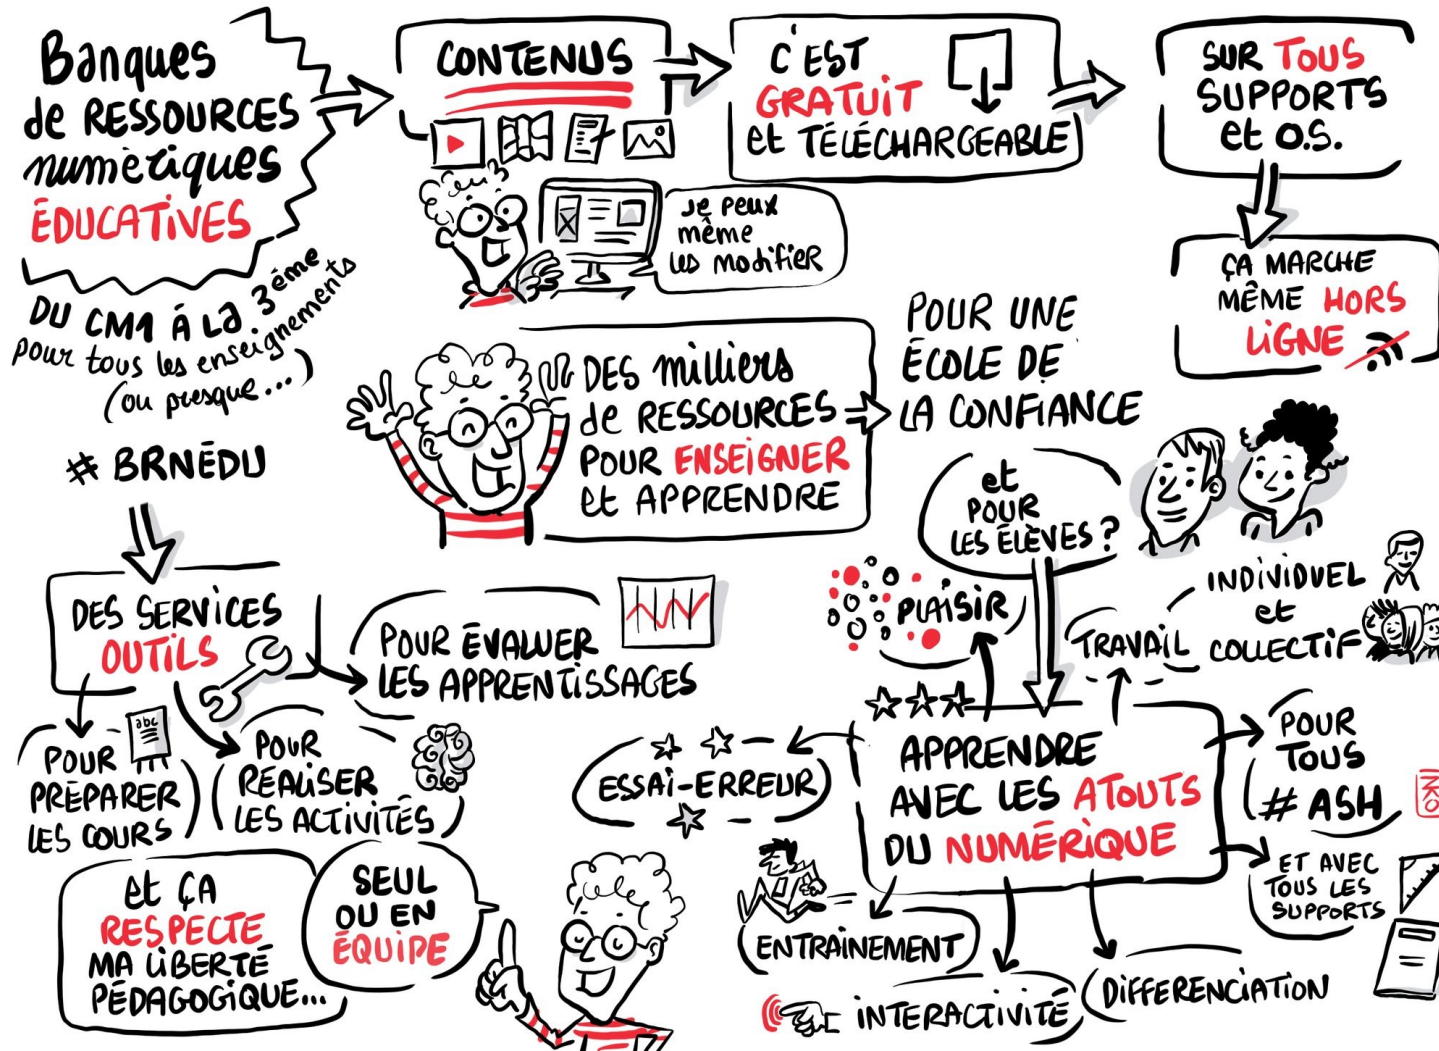 Banques
de RESSOURCES
numériques
ÉDUCATIVES
DU CM1 À LA 3ème
pour tous les enseignements
(ou presque...)
# BRNÉDU
CONTENUS
Je peux
même
les modifier
C'EST
GRATUIT
et TÉLÉCHARGEABLE
SUR TOUS
SUPPORTS
et O.S.
ÇA MARCHE
MÊME HORS
LIGNE
DES milliers
de RESSOURCES
POUR ENSEIGNER
et APPRENDRE
POUR UNE
ÉCOLE DE
LA CONFIANCE
et
POUR
LES ÉLÈVES ?
DES SERVICES
OUTILS
abc
POUR
PRÉPARER
LES COURS
POUR
RÉALISER
LES ACTIVITÉS
POUR ÉVALUER
LES APPRENTISSAGES
et ÇA
RESPECTE
MA LIBERTÉ
PÉDAGOGIQUE...
SEUL
OU EN
ÉQUIPE
APPRENDRE
AVEC LES ATOUTS
DU NUMÉRIQUE
PLAISIR
TRAVAIL
INDIVIDUEL
et
COLLECTIF
ESSAI-ERREUR
POUR
TOUS
# ASH
ET AVEC
TOUS LES
SUPPORTS
ENTRAINEMENT
INTERACTIVITÉ
DIFFERENCIATION